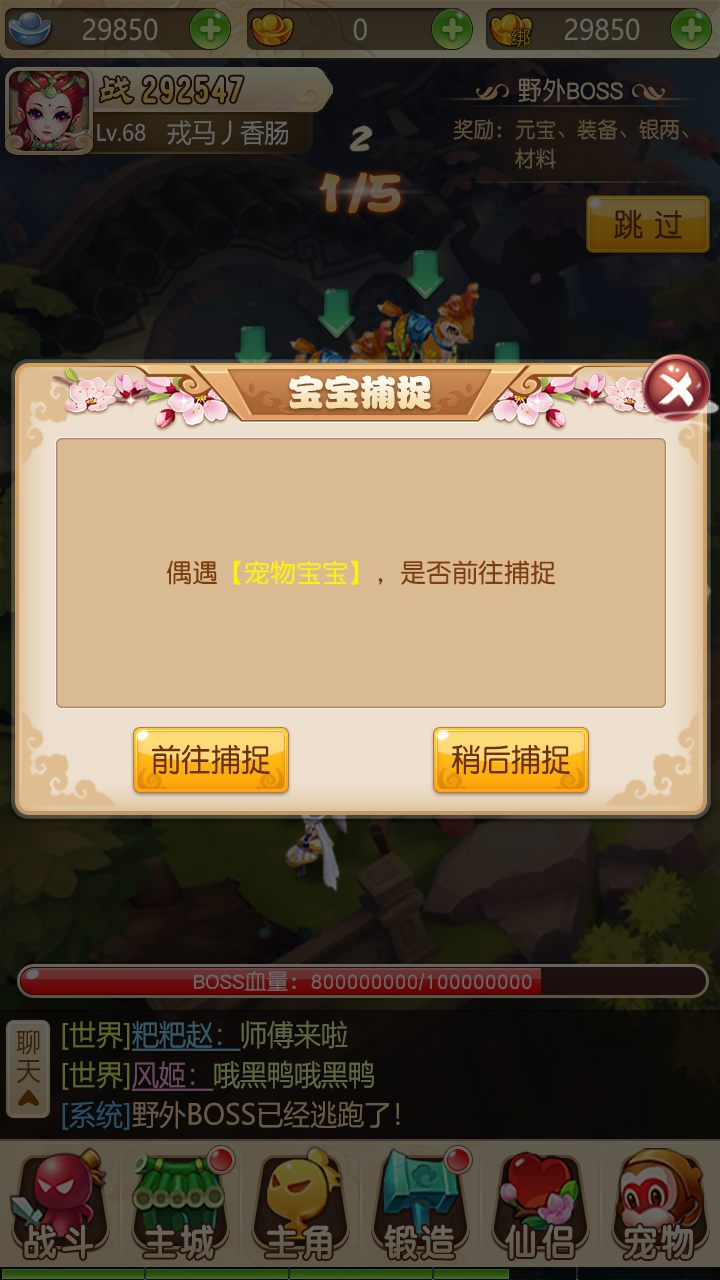 29850
0
绑
29850
战 292547
Lv.68 戎马丿香肠
2
1/5
野外BOSS
奖励：元宝、装备、银两、
材料
跳过
宝宝捕捉
偶遇【宠物宝宝】，是否前往捕捉
前往捕捉
稍后捕捉
BOSS血量：800000000/100000000
聊天
[世界]粑粑赵：师傅来啦
[世界]风姬：哦黑鸭哦黑鸭
[系统]野外BOSS已经逃跑了！
战斗
主城
主角
锻造
仙侣
宠物